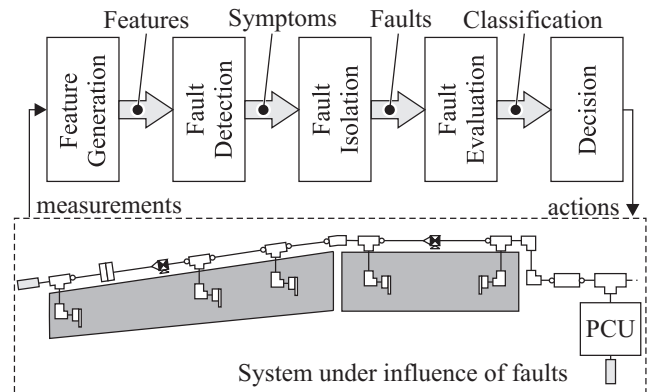 Features
Symptoms
Faults
Classification
Feature
Generation
Fault
Detection
Fault
Isolation
Fault
Evaluation
Decision
measurements
actions
PCU
System under influence of faults